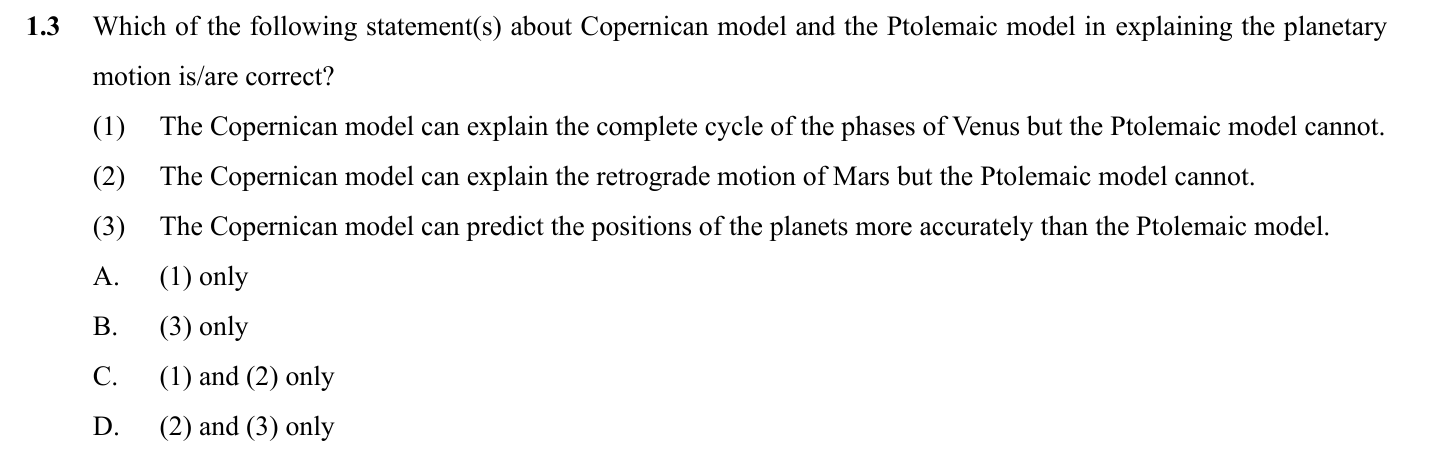 1.3 Which of the following statement(s) about Copernican model and the Ptolemaic model in explaining the planetary
motion is/are correct?
(1) The Copernican model can explain the complete cycle of the phases of Venus but the Ptolemaic model cannot.
(2) The Copernican model can explain the retrograde motion of Mars but the Ptolemaic model cannot.
(3) The Copernican model can predict the positions of the planets more accurately than the Ptolemaic model.
A. (1) only
B. (3) only
C. (1) and (2) only
D. (2) and (3) only